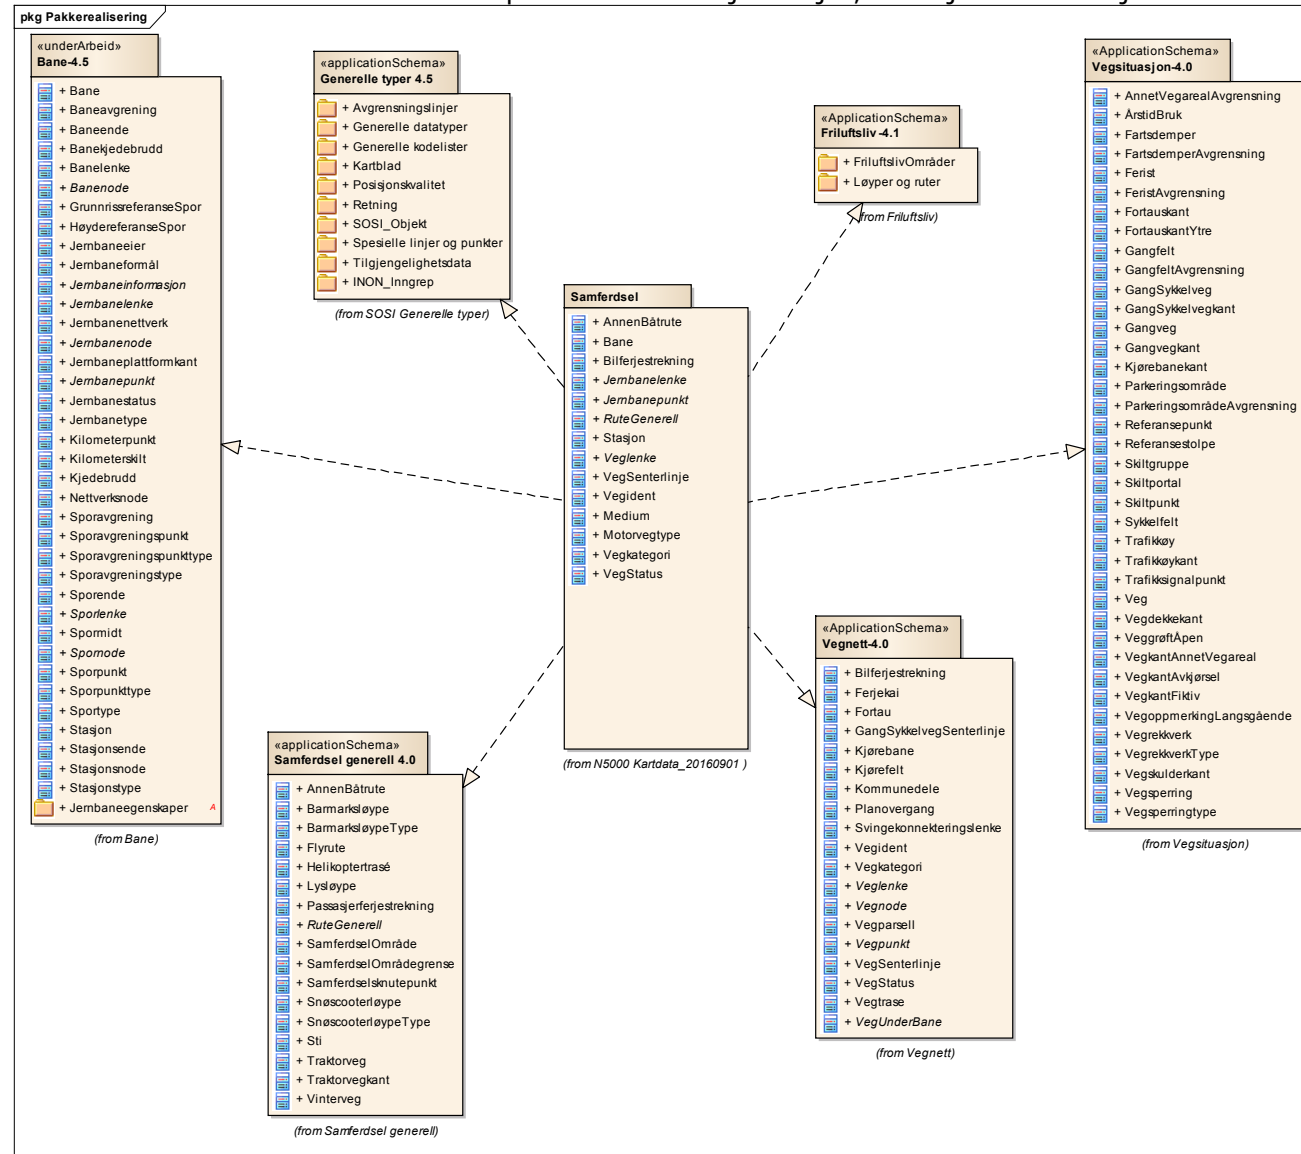 pkg Pakkerealisering
«underArbeid»
Bane-4.5
+ Bane
+ Baneavgrening
+ Baneende
+ Banekjedebrudd
+ Banelenke
+ Banenode
+ GrunnrissreferanseSpor
+ HøydereferanseSpor
+ Jernbaneeier
+ Jernbaneformål
+ Jernbaneinformasjon
+ Jernbanelenke
+ Jernbanenettverk
+ Jernbanenode
+ Jernbaneplattformkant
+ Jernbanepunkt
+ Jernbanestatus
+ Jernbanetype
+ Kilometerpunkt
+ Kilometerskilt
+ Kjedebrudd
+ Nettverksnode
+ Sporavgrening
+ Sporavgreningspunkt
+ Sporavgreningspunkttype
+ Sporavgreningstype
+ Sporende
+ Sporlenke
+ Spormidt
+ Spornode
+ Sporpunkt
+ Sporpunkttype
+ Sportype
+ Stasjon
+ Stasjonsende
+ Stasjonsnode
+ Stasjonstype
+ Jernbaneegenskaper A
(from Bane)
«applicationSchema»
Generelle typer 4.5
+ Avgrensningslinjer
+ Generelle datatyper
+ Generelle kodelister
+ Kartblad
+ Posisjonskvalitet
+ Retning
+ SOSI_Objekt
+ Spesielle linjer og punkter
+ Tilgjengelighetsdata
+ INON_Inngrep
(from SOSI Generelle typer)
«ApplicationSchema»
Friluftsliv-4.1
+ FriluftslivOmråder
+ Løyper og ruter
(from Friluftsliv)
Samferdsel
+ AnnenBåtrute
+ Bane
+ Bilferjestrekning
+ Jernbanelenke
+ Jernbanepunkt
+ RuteGenerell
+ Stasjon
+ Veglenke
+ VegSenterlinje
+ Vegident
+ Medium
+ Motorvegtype
+ Vegkategori
+ VegStatus
(from N5000 Kartdata_20160901 )
«applicationSchema»
Samferdsel generell 4.0
+ AnnenBåtrute
+ Barmarksløype
+ BarmarksløypeType
+ Flyrute
+ Helikoptertrasé
+ Lysløype
+ Passasjerferjestrekning
+ RuteGenerell
+ SamferdselOmråde
+ SamferdselOmrådegrense
+ Samferdselsknutepunkt
+ Snøscooterløype
+ SnøscooterløypeType
+ Sti
+ Traktorveg
+ Traktorvegkant
+ Vinterveg
(from Samferdsel generell)
«ApplicationSchema»
Vegnett-4.0
+ Bilferjestrekning
+ Ferjekai
+ Fortau
+ GangSykkelvegSenterlinje
+ Kjørebane
+ Kjørefelt
+ Kommunedele
+ Planovergang
+ Svingekonnekteringslenke
+ Vegident
+ Vegkategori
+ Veglenke
+ Vegnode
+ Vegparsell
+ Vegpunkt
+ VegSenterlinje
+ VegStatus
+ Vegtrase
+ VegUnderBane
(from Vegnett)
«ApplicationSchema»
Vegsituasjon-4.0
+ AnnetVegarealAvgrensning
+ ÅrstidBruk
+ Fartsdemper
+ FartsdemperAvgrensning
+ Ferist
+ FeristAvgrensning
+ Fortauskant
+ FortauskantYtre
+ Gangfelt
+ GangfeltAvgrensning
+ GangSykkelveg
+ GangSykkelvegkant
+ Gangveg
+ Gangvegkant
+ Kjørebanekant
+ Parkeringsområde
+ ParkeringsområdeAvgrensning
+ Referansepunkt
+ Referansestolpe
+ Skiltgruppe
+ Skiltportal
+ Skiltpunkt
+ Sykkelfelt
+ Trafikkøy
+ Trafikkøykant
+ Trafikksignalpunkt
+ Veg
+ Vegdekkekant
+ VeggrøftÅpen
+ VegkantAnnetVegareal
+ VegkantAvkjørsel
+ VegkantFiktiv
+ VegoppmerkingLangsgående
+ Vegrekkverk
+ VegrekkverkType
+ Vegskulderkant
+ Vegsperring
+ Vegsperringtype
(from Vegsituasjon)